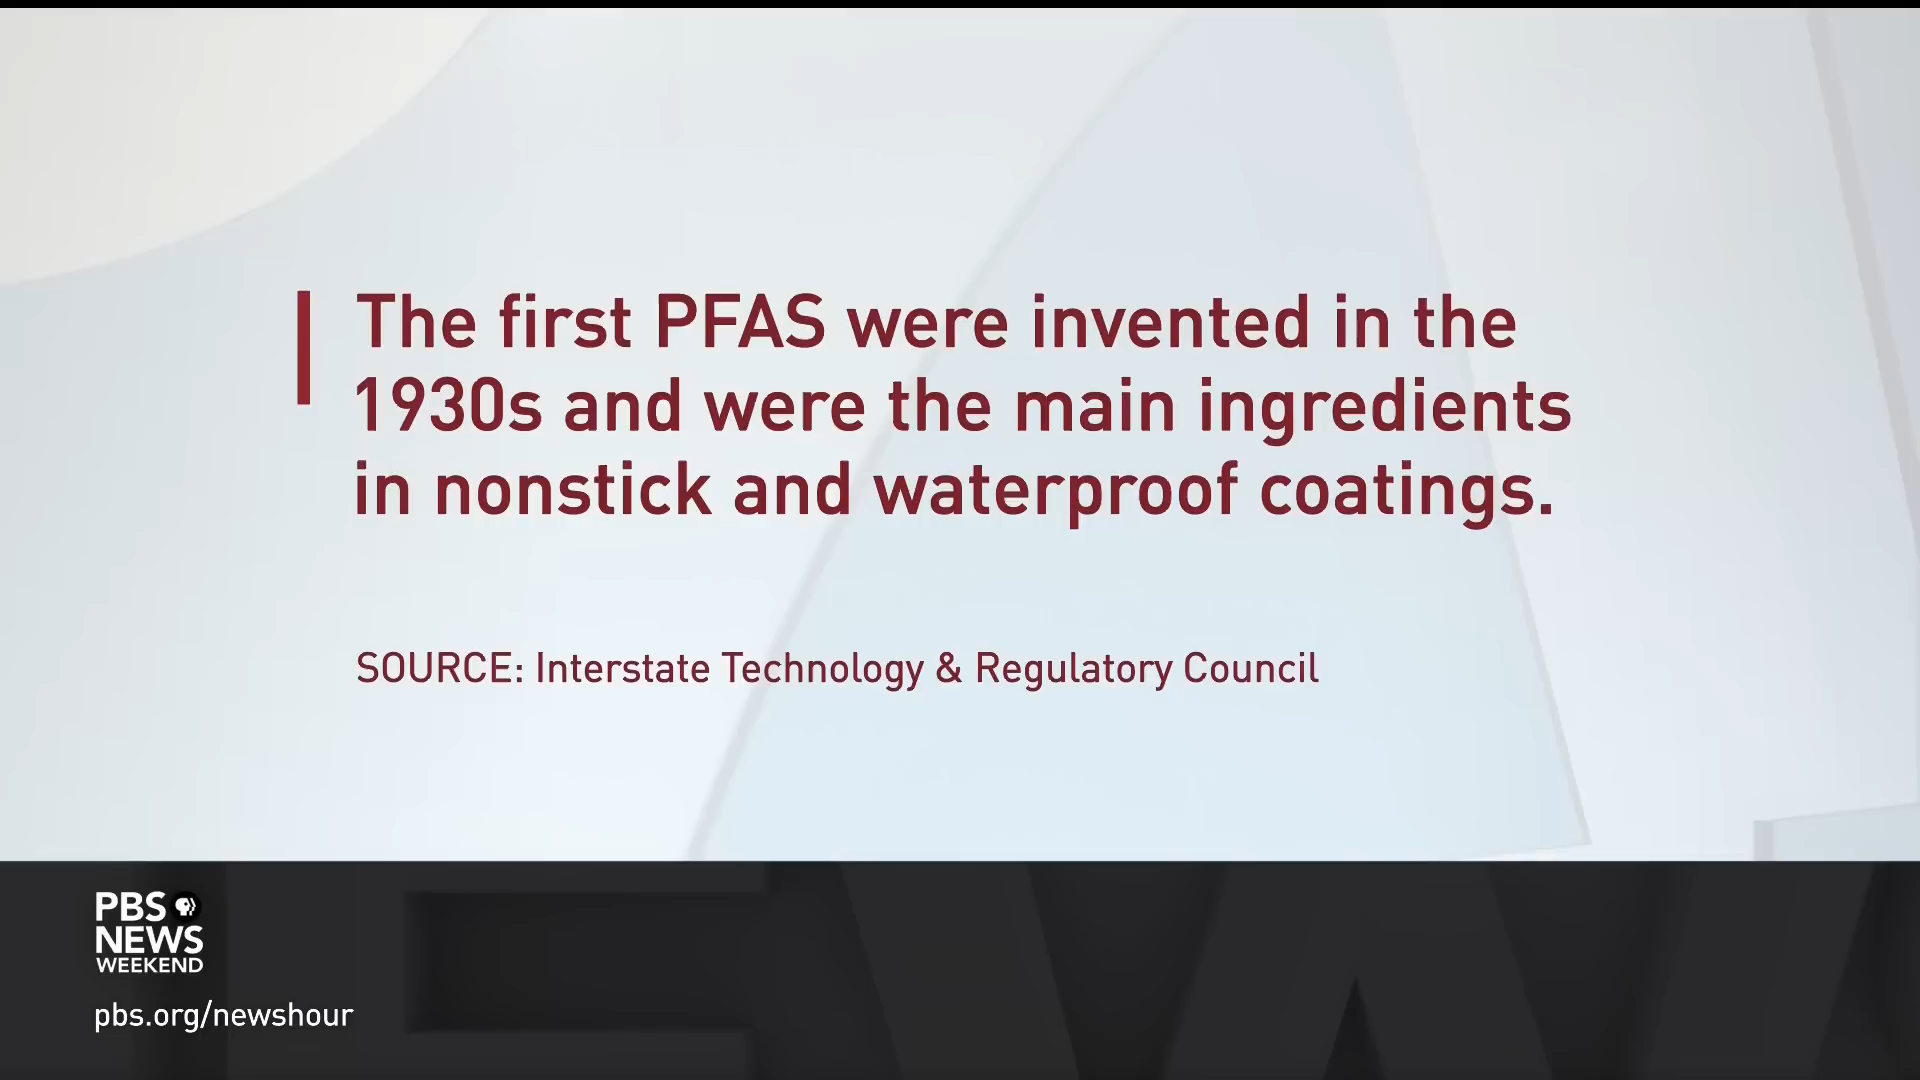 The first PFAS were invented in the
1930s and were the main ingredients
in nonstick and waterproof coatings.
SOURCE: Interstate Technology & Regulatory Council
PBS
NEWS
WEEKEND
pbs.org/newshour